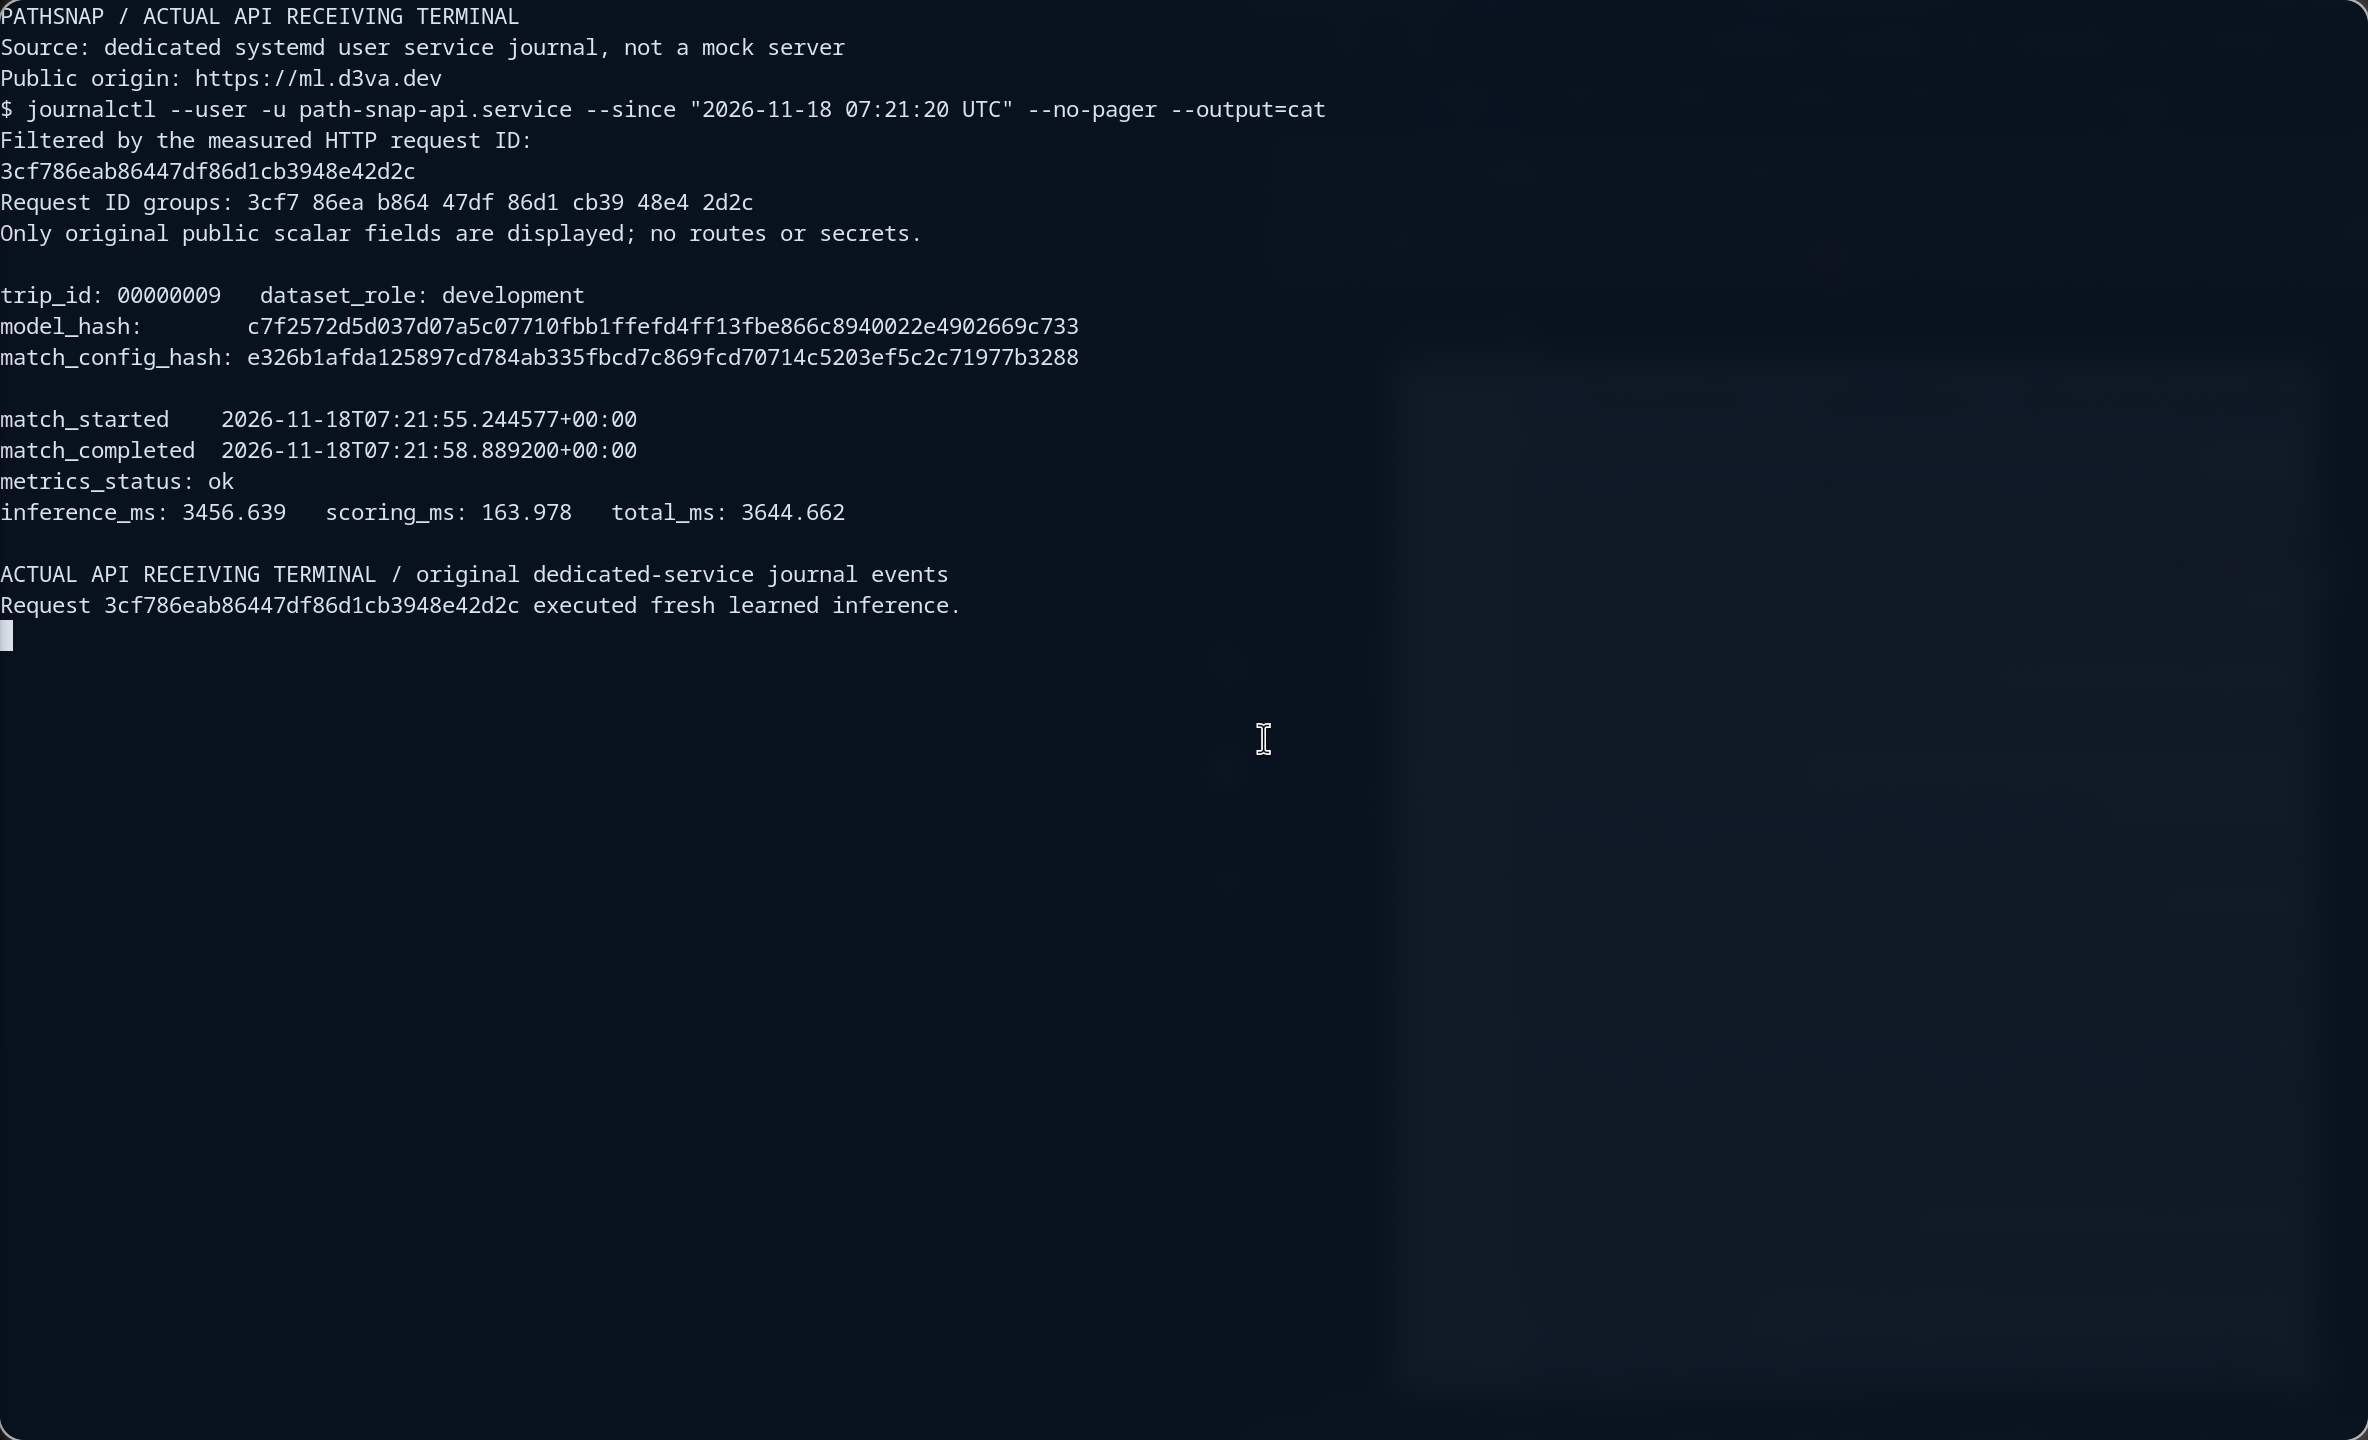 PATHSNAP / ACTUAL API RECEIVING TERMINAL
Source: dedicated systemd user service journal, not a mock server
Public origin: https://ml.d3va.dev
$ journalctl --user -u path-snap-api.service --since "2026-11-18 07:21:20 UTC" --no-pager --output=cat
Filtered by the measured HTTP request ID:
3cf786eab86447df86d1cb3948e42d2c
Request ID groups: 3cf7 86ea b864 47df 86d1 cb39 48e4 2d2c
Only original public scalar fields are displayed; no routes or secrets.
trip_id: 00000009   dataset_role: development
model_hash:        c7f2572d5d037d07a5c07710fbb1ffefd4ff13fbe866c8940022e4902669c733
match_config_hash: e326b1afda125897cd784ab335fbcd7c869fcd70714c5203ef5c2c71977b3288
match_started    2026-11-18T07:21:55.244577+00:00
match_completed  2026-11-18T07:21:58.889200+00:00
metrics_status: ok
inference_ms: 3456.639   scoring_ms: 163.978   total_ms: 3644.662
ACTUAL API RECEIVING TERMINAL / original dedicated-service journal events
Request 3cf786eab86447df86d1cb3948e42d2c executed fresh learned inference.